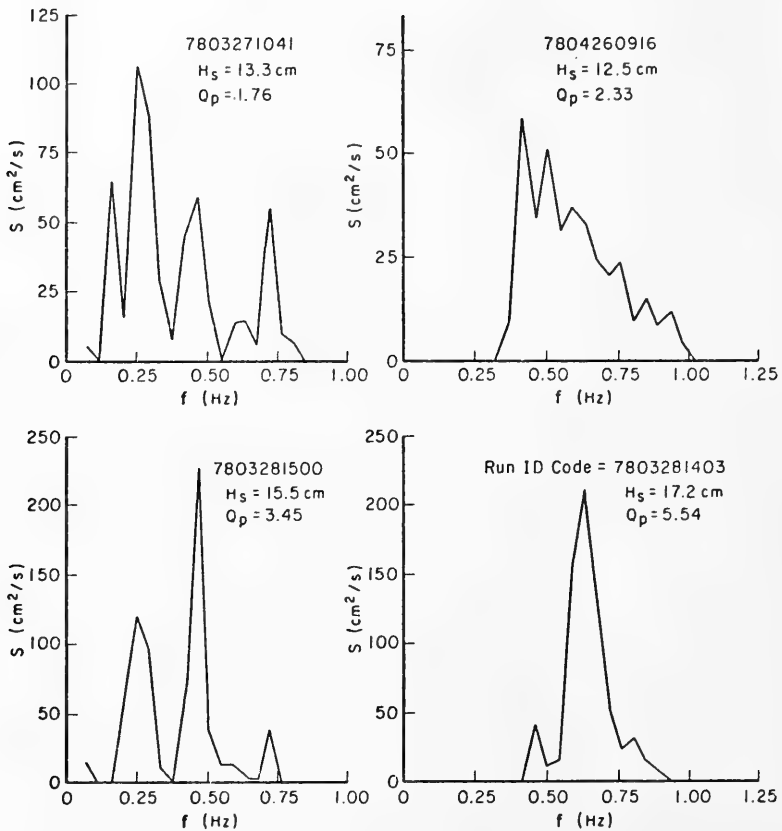 125
100
75
50
25
0
S (cm²/s)
7803271041
Hs = 13.3 cm
Qp = 1.76
0 0.25 0.50 0.75 1.00
f (Hz)
75
50
25
0
S (cm²/s)
7804260916
Hs = 12.5 cm
Qp = 2.33
0 0.25 0.50 0.75 1.00 1.25
f (Hz)
250
200
150
100
50
0
S (cm²/s)
7803281500
Hs = 15.5 cm
Qp = 3.45
0 0.25 0.50 0.75 1.00
f (Hz)
250
200
150
100
50
0
S (cm²/s)
Run ID Code = 7803281403
Hs = 17.2 cm
Qp = 5.54
0 0.25 0.50 0.75 1.00 1.25
f (Hz)